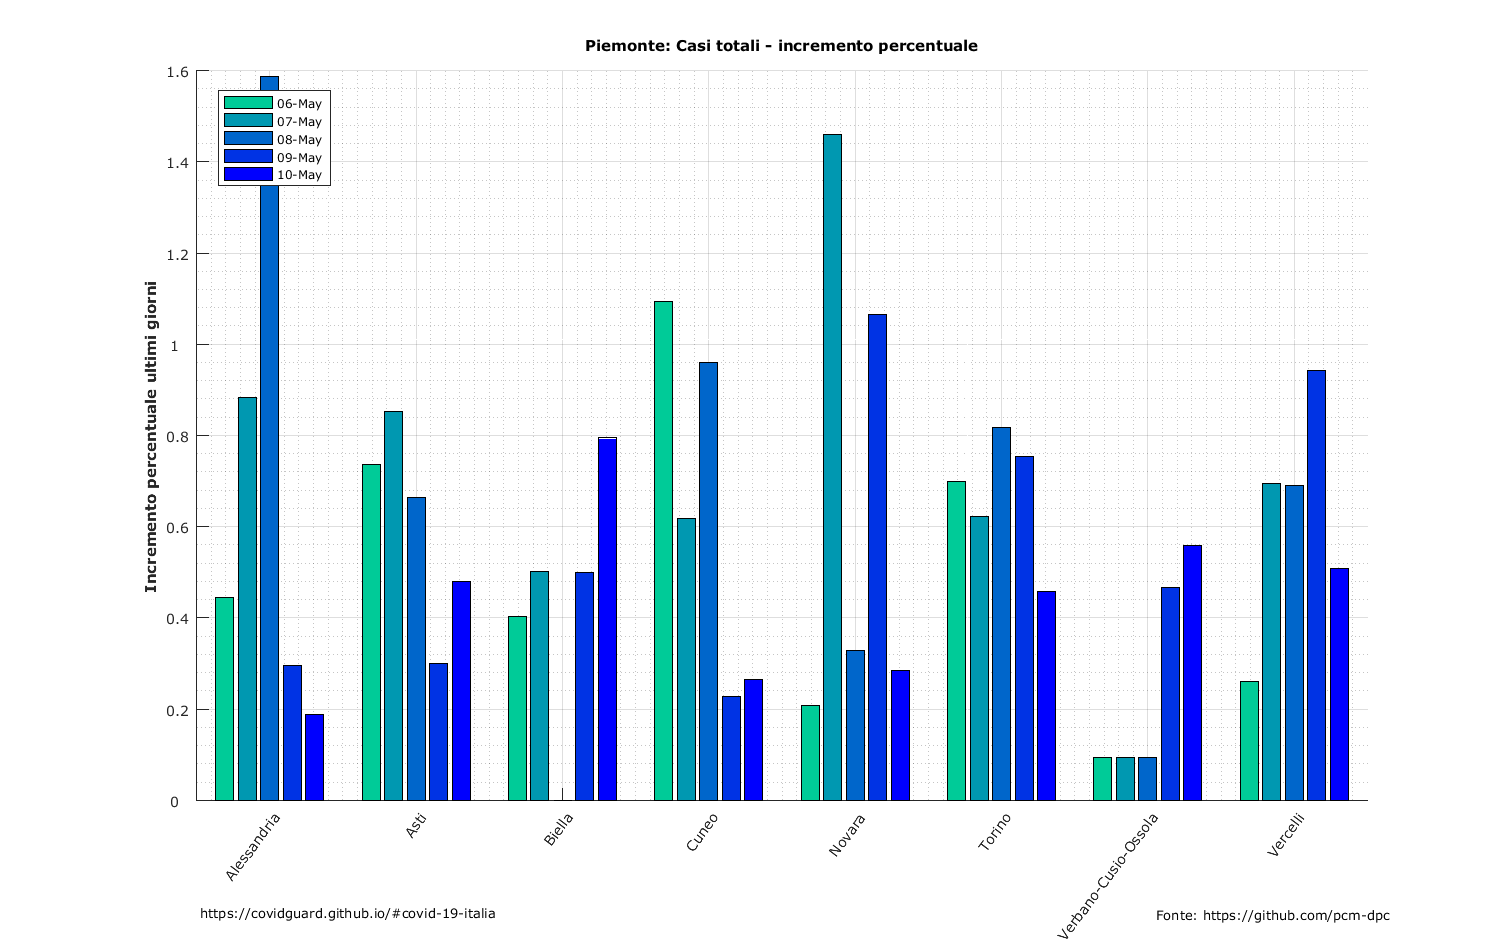 Piemonte: Casi totali - incremento percentuale
1.6
1.4
1.2
1
0.8
0.6
0.4
0.2
0
Incremento percentuale ultimi giorni
06-May
07-May
08-May
09-May
10-May
Alessandria
Asti
Biella
Cuneo
Novara
Torino
Verbano-Cusio-Ossola
Vercelli
https://covidguard.github.io/#covid-19-italia
Fonte: https://github.com/pcm-dpc